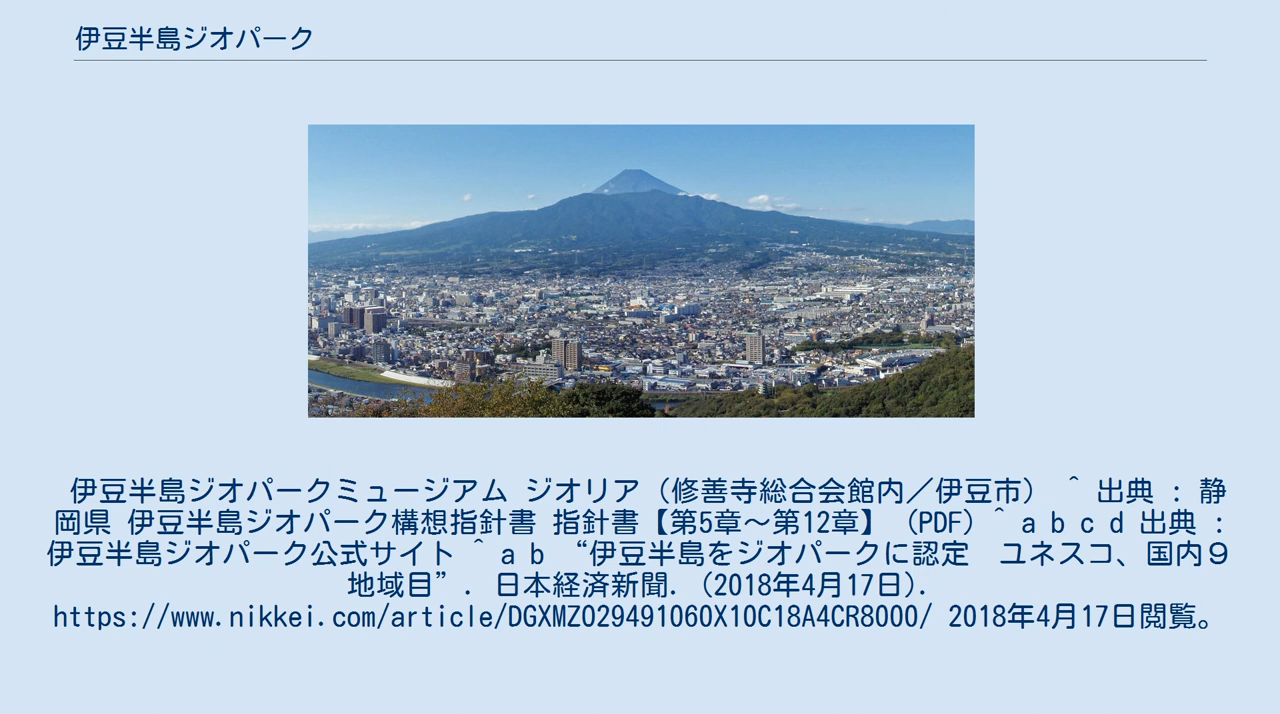 伊豆半島ジオパーク
伊豆半島ジオパークミュージアム ジオリア（修善寺総合会館内／伊豆市） ^ 出典 : 静
岡県 伊豆半島ジオパーク構想指針書 指針書【第5章～第12章】（PDF）^ a b c d 出典 :
伊豆半島ジオパーク公式サイト ^ a b “伊豆半島をジオパークに認定　ユネスコ、国内９
地域目”. 日本経済新聞. (2018年4月17日).
https://www.nikkei.com/article/DGXMZO29491060X10C18A4CR8000/ 2018年4月17日閲覧。